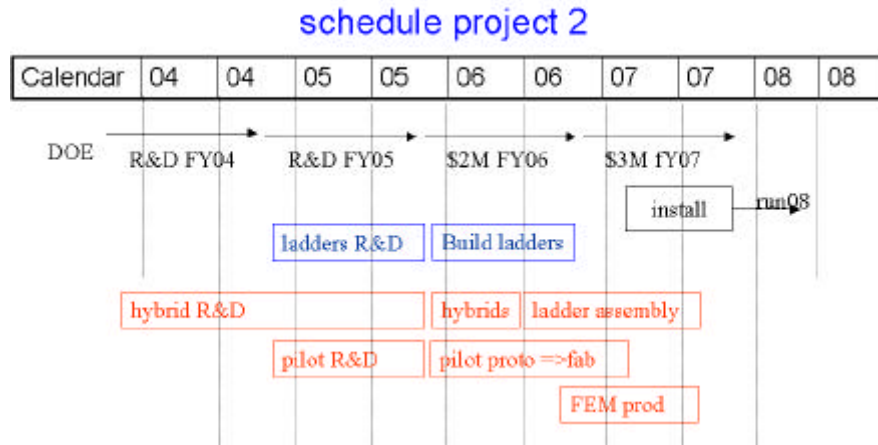 schedule project 2
Calendar 04 04 05 05 06 06 07 07 08 08
DOE
R&D FY04 R&D FY05 $2M FY06 $3M fY07
install run08
ladders R&D Build ladders
hybrid R&D hybrids ladder assembly
pilot R&D pilot proto =>fab
FEM prod